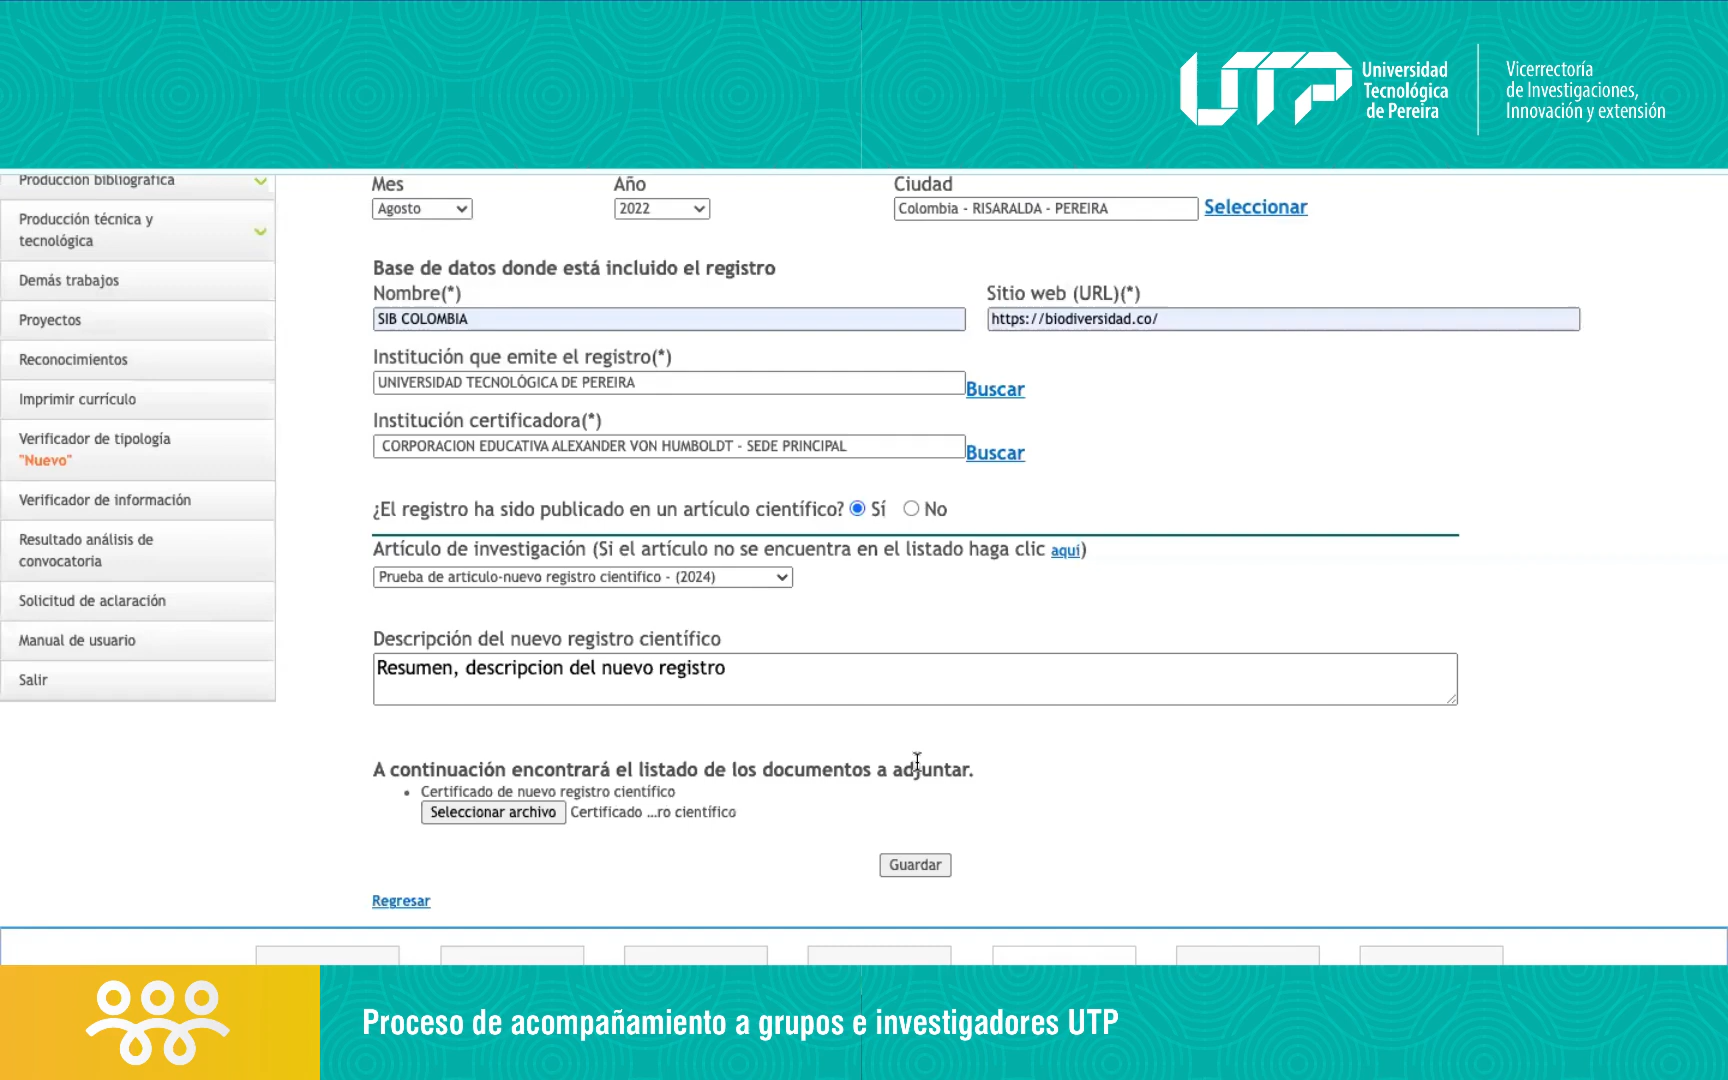 UTP
Universidad
Tecnológica
de Pereira
Vicerrectoría
de Investigaciones,
Innovación y extensión
Producción bibliográfica
Producción técnica y
tecnológica
Demás trabajos
Proyectos
Reconocimientos
Imprimir currículo
Verificador de tipología
"Nuevo"
Verificador de información
Resultado análisis de
convocatoria
Solicitud de aclaración
Manual de usuario
Salir
Mes Año Ciudad
Agosto 2022 Colombia - RISARALDA - PEREIRA Seleccionar
Base de datos donde está incluido el registro
Nombre(*) Sitio web (URL)(*)
SIB COLOMBIA https://biodiversidad.co/
Institución que emite el registro(*)
UNIVERSIDAD TECNOLÓGICA DE PEREIRA Buscar
Institución certificadora(*)
CORPORACION EDUCATIVA ALEXANDER VON HUMBOLDT - SEDE PRINCIPAL Buscar
¿El registro ha sido publicado en un artículo científico? Sí No
Artículo de investigación (Si el artículo no se encuentra en el listado haga clic aquí)
Prueba de articulo-nuevo registro cientifico - (2024)
Descripción del nuevo registro científico
Resumen, descripcion del nuevo registro
A continuación encontrará el listado de los documentos a adjuntar.
Certificado de nuevo registro científico
Seleccionar archivo Certificado ...ro científico
Guardar
Regresar
Proceso de acompañamiento a grupos e investigadores UTP